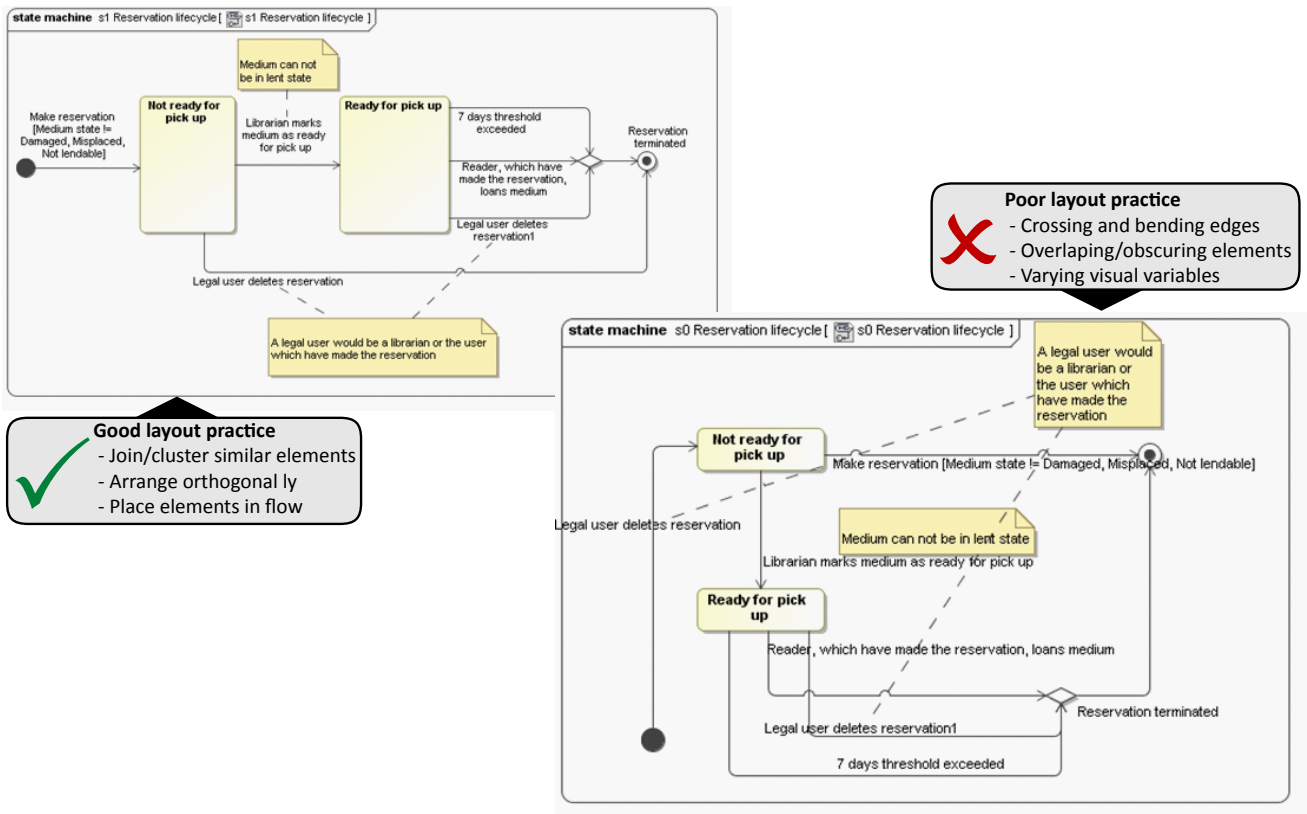 state machine s1 Reservation lifecycle [ s1 Reservation lifecycle ]
Medium can not
be in lent state
Make reservation
[Medium state !=
Damaged, Misplaced,
Not lendable]
Not ready for
pick up
Librarian marks
medium as ready
for pick up
Ready for pick up
7 days threshold
exceeded
Reader, which have
made the reservation,
loans medium
Legal user deletes
reservation1
Reservation
terminated
Legal user deletes reservation
A legal user would be a librarian or the user
which have made the reservation
Good layout practice
- Join/cluster similar elements
- Arrange orthogonal ly
- Place elements in flow
Poor layout practice
- Crossing and bending edges
- Overlaping/obscuring elements
- Varying visual variables
state machine s0 Reservation lifecycle [ s0 Reservation lifecycle ]
A legal user would
be a librarian or
the user which
have made the
reservation
Not ready for
pick up
Make reservation [Medium state != Damaged, Misplaced, Not lendable]
Legal user deletes reservation
Medium can not be in lent state
Librarian marks medium as ready for pick up
Ready for pick
up
Reader, which have made the reservation, loans medium
Reservation terminated
Legal user deletes reservation1
7 days threshold exceeded